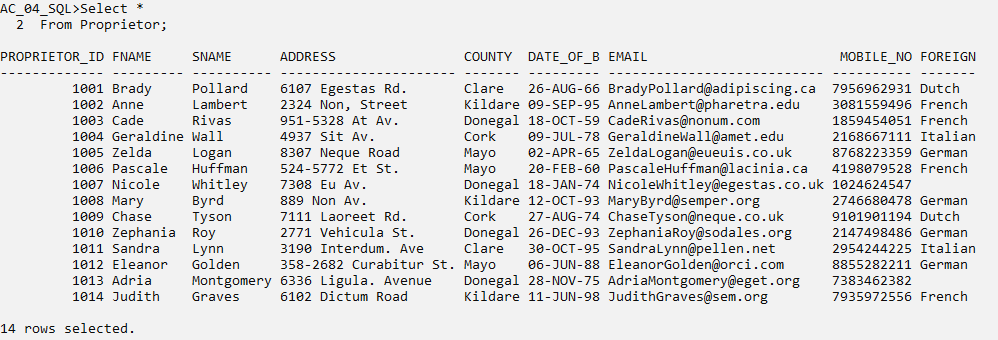 AC_04_SQL>Select *
  2  From Proprietor;
PROPRIETOR_ID FNAME     SNAME      ADDRESS                COUNTY  DATE_OF_B EMAIL                       MOBILE_NO FOREIGN
------------- --------- ---------- ---------------------- ------- --------- -------------------------- ---------- -------
         1001 Brady     Pollard    6107 Egestas Rd.       Clare   26-AUG-66 BradyPollard@adipiscing.ca 7956962931 Dutch
         1002 Anne      Lambert    2324 Non, Street       Kildare 09-SEP-95 AnneLambert@pharetra.edu   3081559496 French
         1003 Cade      Rivas      951-5328 At Av.        Donegal 18-OCT-59 CadeRivas@nonum.com        1859454051 French
         1004 Geraldine Wall       4937 Sit Av.           Cork    09-JUL-78 GeraldineWall@amet.edu     2168667111 Italian
         1005 Zelda     Logan      8307 Neque Road        Mayo    02-APR-65 ZeldaLogan@eueuis.co.uk    8768223359 German
         1006 Pascale   Huffman    524-5772 Et St.        Mayo    20-FEB-60 PascaleHuffman@lacinia.ca  4198079528 French
         1007 Nicole    Whitley    7308 Eu Av.            Donegal 18-JAN-74 NicoleWhitley@egestas.co.uk 1024624547
         1008 Mary      Byrd       889 Non Av.            Kildare 12-OCT-93 MaryByrd@semper.org        2746680478 German
         1009 Chase     Tyson      7111 Laoreet Rd.       Cork    27-AUG-74 ChaseTyson@neque.co.uk     9101901194 Dutch
         1010 Zephania  Roy        2771 Vehicula St.      Donegal 26-DEC-93 ZephaniaRoy@sodales.org    2147498486 German
         1011 Sandra    Lynn       3190 Interdum. Ave     Clare   30-OCT-95 SandraLynn@pellen.net      2954244225 Italian
         1012 Eleanor   Golden     358-2682 Curabitur St. Mayo    06-JUN-88 EleanorGolden@orci.com     8855282211 German
         1013 Adria     Montgomery 6336 Ligula. Avenue    Donegal 28-NOV-75 AdriaMontgomery@eget.org   7383462382
         1014 Judith    Graves     6102 Dictum Road       Kildare 11-JUN-98 JudithGraves@sem.org       7935972556 French
14 rows selected.